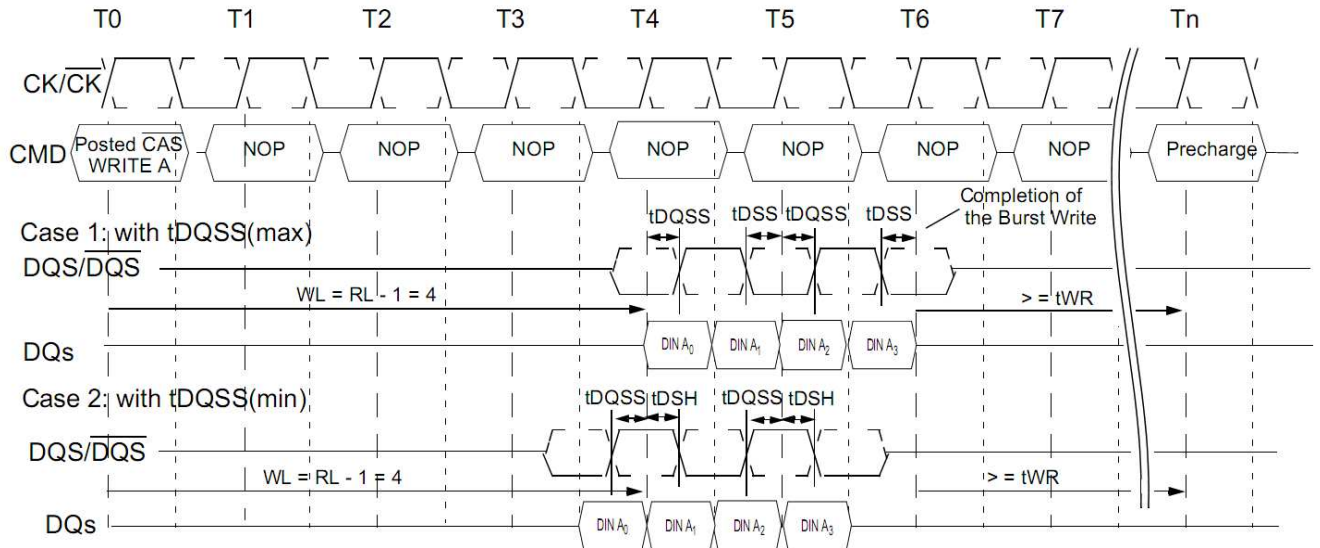 T0 T1 T2 T3 T4 T5 T6 T7 Tn
CK/CK
CMD Posted CAS WRITE A NOP NOP NOP NOP NOP NOP NOP Precharge
Completion of
the Burst Write
tDQSS tDSS tDQSS tDSS
Case 1: with tDQSS(max)
DQS/DQS
WL = RL - 1 = 4 > = tWR
DQs DIN A0 DIN A1 DIN A2 DIN A3
Case 2: with tDQSS(min)
tDQSS tDSH tDQSS tDSH
DQS/DQS
WL = RL - 1 = 4 > = tWR
DQs DIN A0 DIN A1 DIN A2 DIN A3